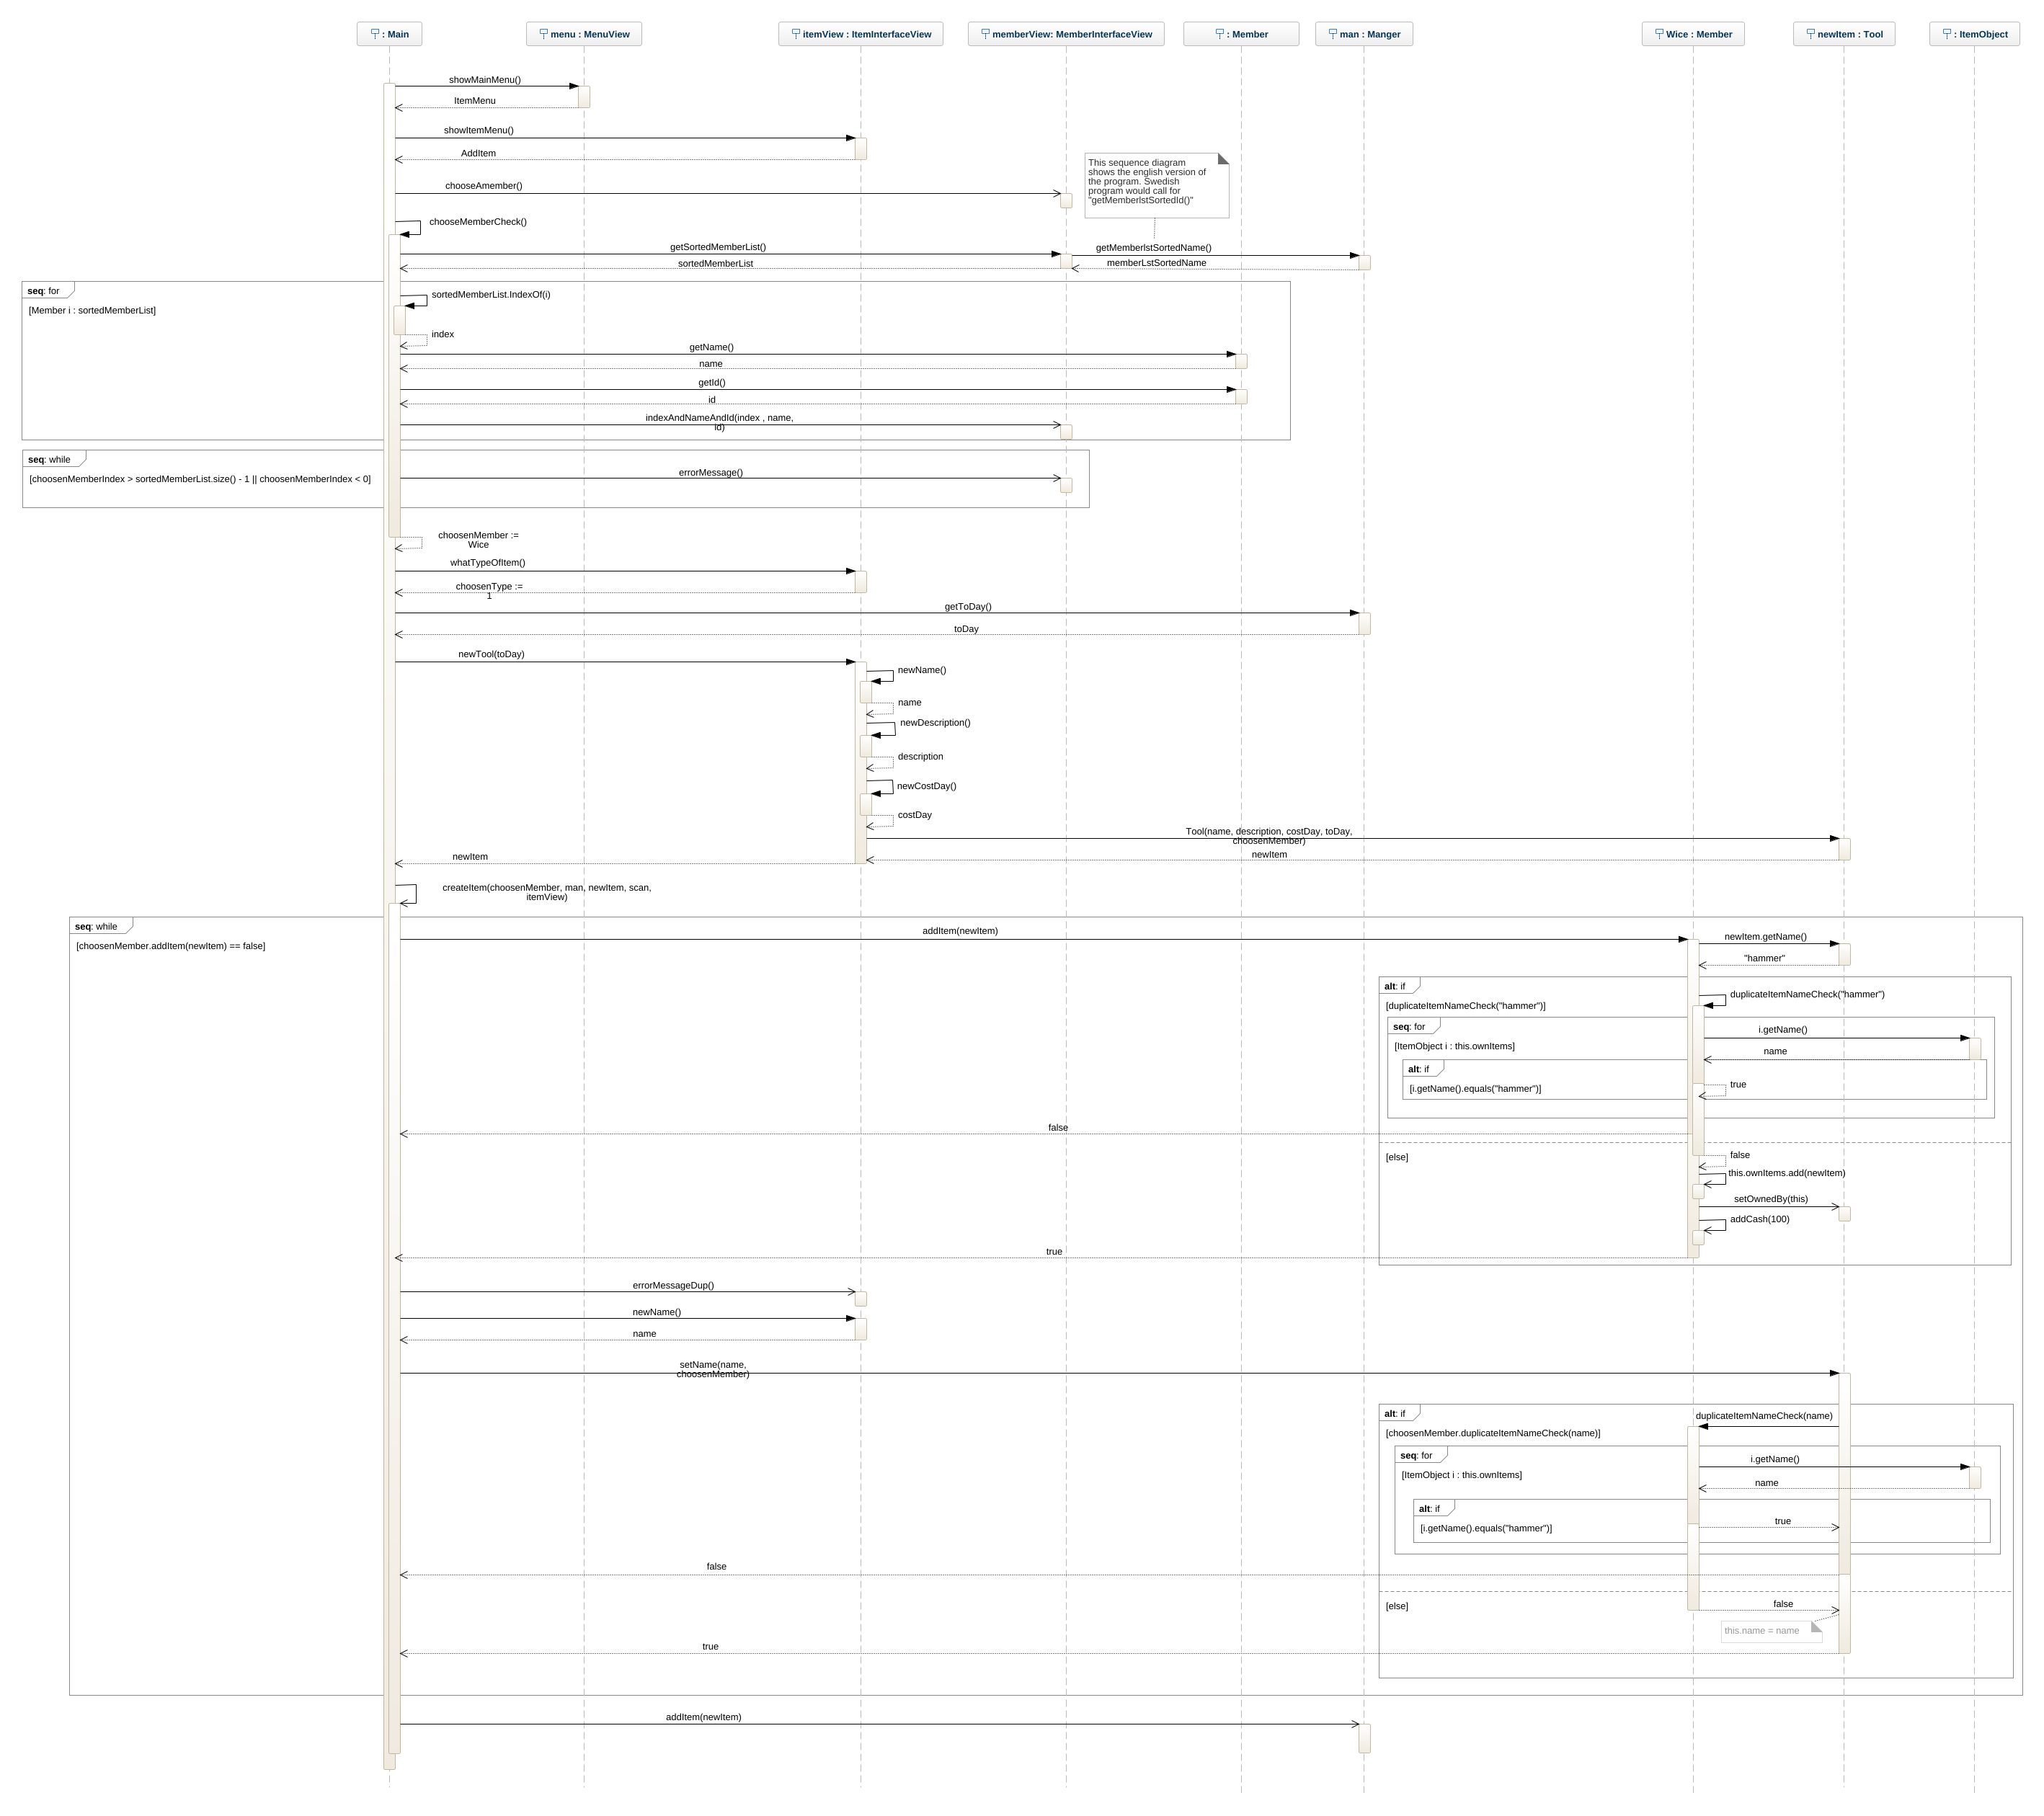 : Main
menu : MenuView
itemView : ItemInterfaceView
memberView: MemberInterfaceView
: Member
man : Manger
Wice : Member
newItem : Tool
: ItemObject
showMainMenu()
ItemMenu
showItemMenu()
AddItem
This sequence diagram
shows the english version of
the program. Swedish
program would call for
"getMemberlstSortedId()"
chooseAmember()
chooseMemberCheck()
getSortedMemberList()
getMemberlstSortedName()
sortedMemberList
memberLstSortedName
seq: for
[Member i : sortedMemberList]
sortedMemberList.IndexOf(i)
index
getName()
name
getId()
id
indexAndNameAndId(index , name,
id)
seq: while
[choosenMemberIndex > sortedMemberList.size() - 1 || choosenMemberIndex < 0]
errorMessage()
choosenMember :=
Wice
whatTypeOfItem()
choosenType :=
1
getToDay()
toDay
newTool(toDay)
newName()
name
newDescription()
description
newCostDay()
costDay
Tool(name, description, costDay, toDay,
choosenMember)
newItem
newItem
createItem(choosenMember, man, newItem, scan,
itemView)
seq: while
[choosenMember.addItem(newItem) == false]
addItem(newItem)
newItem.getName()
"hammer"
alt: if
[duplicateItemNameCheck("hammer")]
duplicateItemNameCheck("hammer")
seq: for
[ItemObject i : this.ownItems]
i.getName()
name
alt: if
[i.getName().equals("hammer")]
true
false
[else]
false
this.ownItems.add(newItem)
setOwnedBy(this)
addCash(100)
true
errorMessageDup()
newName()
name
setName(name,
choosenMember)
alt: if
[choosenMember.duplicateItemNameCheck(name)]
duplicateItemNameCheck(name)
seq: for
[ItemObject i : this.ownItems]
i.getName()
name
alt: if
[i.getName().equals("hammer")]
true
false
[else]
false
this.name = name
true
addItem(newItem)